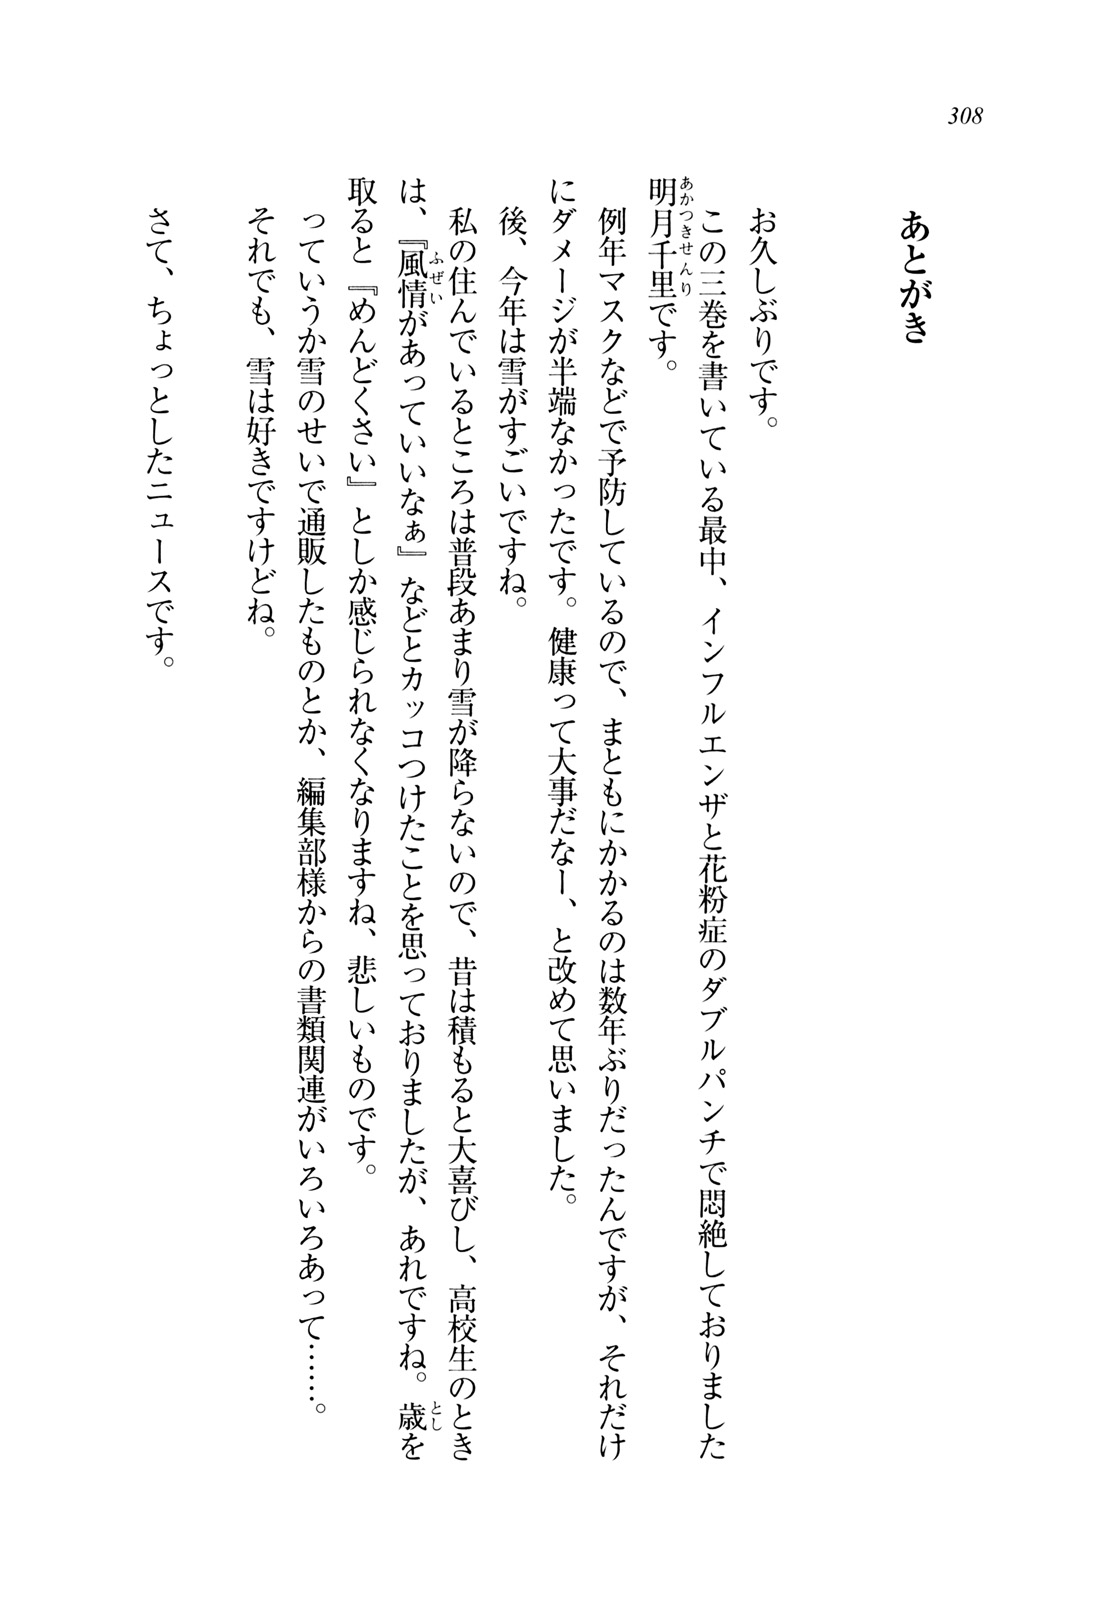 308
あとがき
お久しぶりです。
この三巻を書いている最中、インフルエンザと花粉症のダブルパンチで悶絶しておりました
明月千里です。
例年マスクなどで予防しているので、まともにかかるのは数年ぶりだったんですが、それだけ
にダメージが半端なかったです。健康って大事だなー、と改めて思いました。
後、今年は雪がすごいですね。
私の住んでいるところは普段あまり雪が降らないので、昔は積もると大喜びし、高校生のとき
は、『風情があっていいなぁ』などとカッコつけたことを思っておりましたが、あれですね。歳を
取ると『めんどくさい』としか感じられなくなりますね、悲しいものです。
っていうか雪のせいで通販したものとか、編集部様からの書類関連がいろいろあって……。
それでも、雪は好きですけどね。
さて、ちょっとしたニュースです。
あかつきせんり
ふぜい
とし